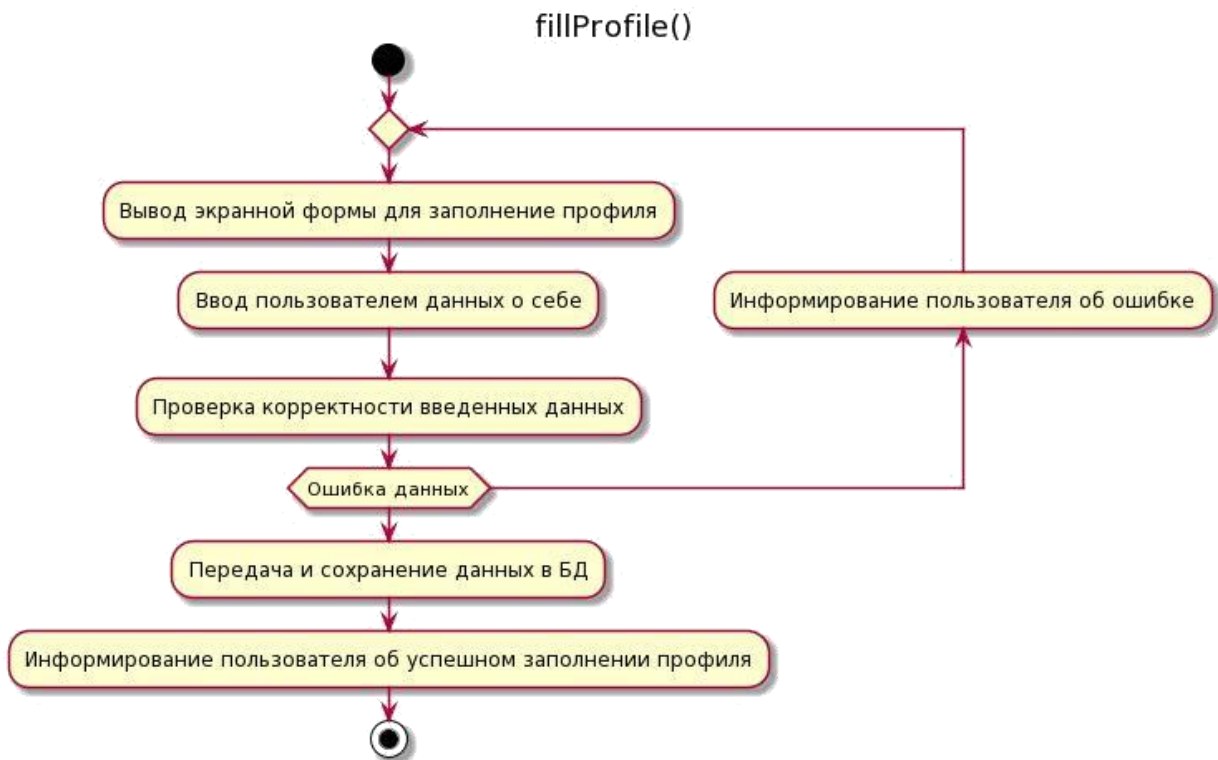 fillProfile()
Вывод экранной формы для заполнение профиля
Ввод пользователем данных о себе
Информирование пользователя об ошибке
Проверка корректности введенных данных
Ошибка данных
Передача и сохранение данных в БД
Информирование пользователя об успешном заполнении профиля